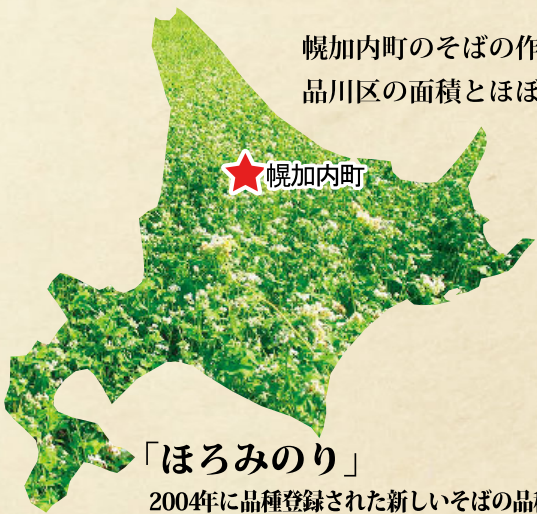 幌加内町のそばの作
品川区の面積とほぼ
幌加内町
「ほろみのり」
2004年に品種登録された新しいそばの品種